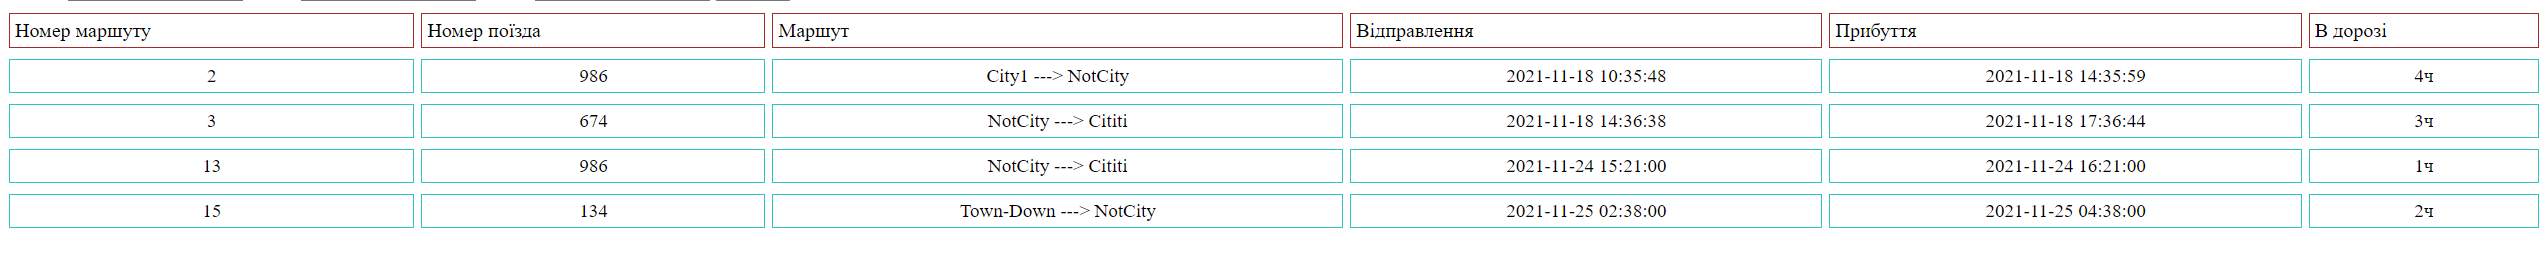 Номер маршуту Номер поїзда Маршут Відправлення Прибуття В дорозі
2 986 City1 ---> NotCity 2021-11-18 10:35:48 2021-11-18 14:35:59 4ч
3 674 NotCity ---> Cititi 2021-11-18 14:36:38 2021-11-18 17:36:44 3ч
13 986 NotCity ---> Cititi 2021-11-24 15:21:00 2021-11-24 16:21:00 1ч
15 134 Town-Down ---> NotCity 2021-11-25 02:38:00 2021-11-25 04:38:00 2ч